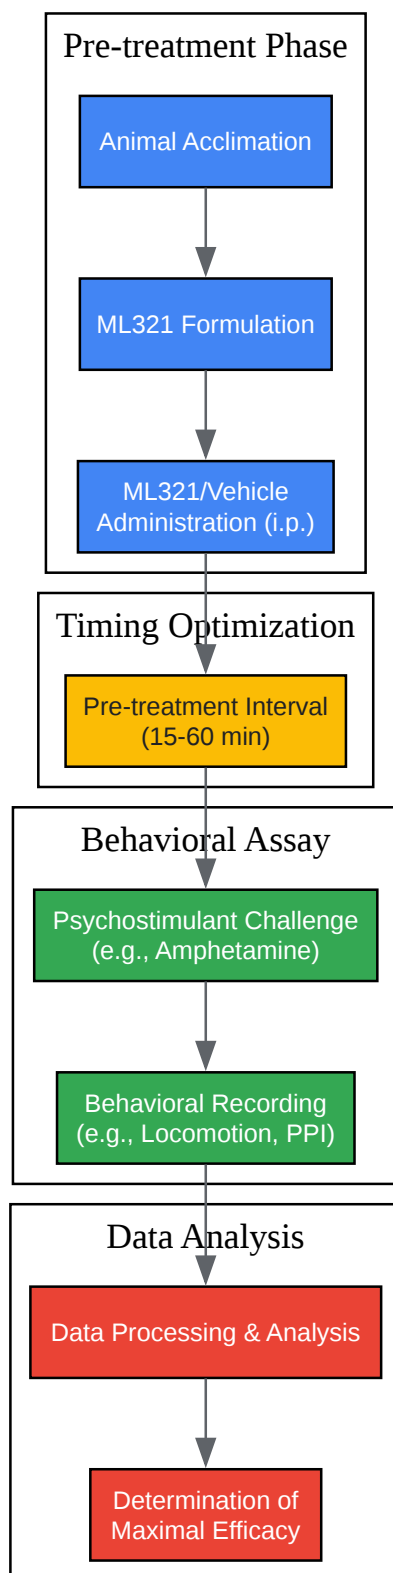 Pre-treatment Phase
Animal Acclimation
ML321 Formulation
ML321/Vehicle
Administration (i.p.)
Timing Optimization
Pre-treatment Interval
(15-60 min)
Behavioral Assay
Psychostimulant Challenge
(e.g., Amphetamine)
Behavioral Recording
(e.g., Locomotion, PPI)
Data Analysis
Data Processing & Analysis
Determination of
Maximal Efficacy